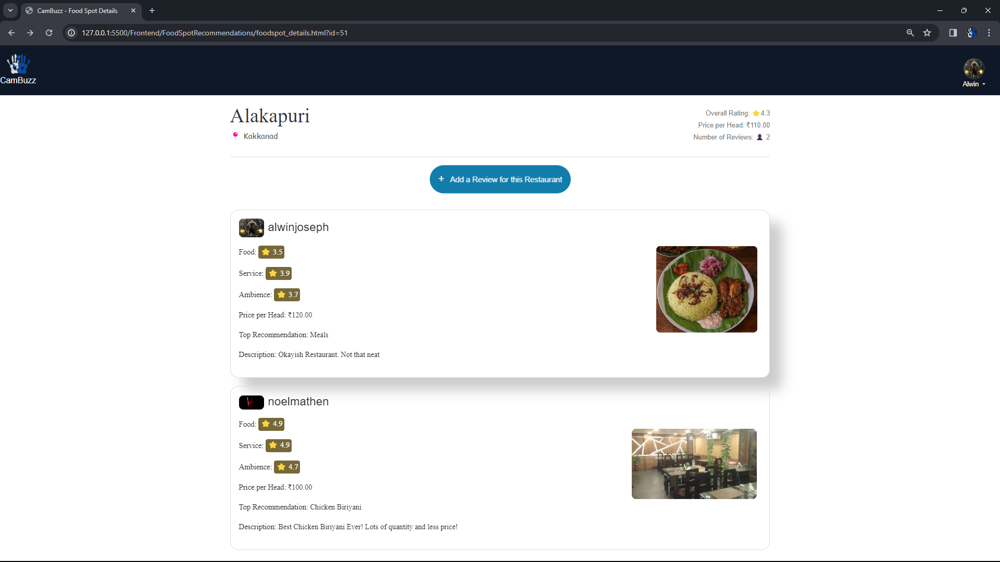 CamBuzz - Food Spot Details
127.0.0.1:5500/Frontend/FoodSpotRecommendations/foodspot_details.html?id=51
CamBuzz
Alwin
Alakapuri
Kakkanad
Overall Rating: ⭐4.3
Price per Head: ₹110.00
Number of Reviews: 👤 2
+ Add a Review for this Restaurant
alwinjoseph
Food: ⭐ 3.5
Service: ⭐ 3.9
Ambience: ⭐ 3.7
Price per Head: ₹120.00
Top Recommendation: Meals
Description: Okayish Restaurant. Not that neat
noelmathen
Food: ⭐ 4.9
Service: ⭐ 4.9
Ambience: ⭐ 4.7
Price per Head: ₹100.00
Top Recommendation: Chicken Biriyani
Description: Best Chicken Biriyani Ever! Lots of quantity and less price!